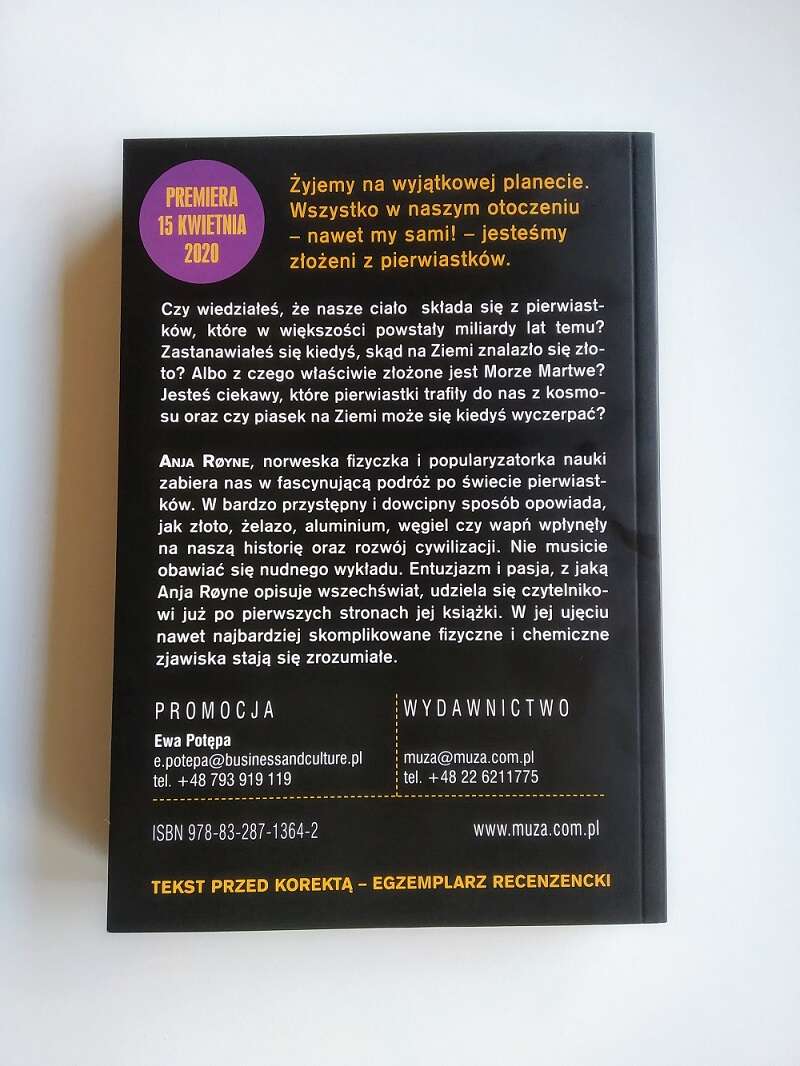 PREMIERA
15 KWIETNIA
2020
Żyjemy na wyjątkowej planecie.
Wszystko w naszym otoczeniu
– nawet my sami! – jesteśmy
złożeni z pierwiastków.
Czy wiedziałeś, że nasze ciało składa się z pierwiast-
ków, które w większości powstały miliardy lat temu?
Zastanawiałeś się kiedyś, skąd na Ziemi znalazło się zło-
to? Albo z czego właściwie złożone jest Morze Martwe?
Jesteś ciekawy, które pierwiastki trafiły do nas z kosmo-
su oraz czy piasek na Ziemi może się kiedyś wyczerpać?
ANJA RØYNE, norweska fizyczka i popularyzatorka nauki
zabiera nas w fascynującą podróż po świecie pierwiast-
ków. W bardzo przystępny i dowcipny sposób opowiada,
jak złoto, żelazo, aluminium, węgiel czy wapń wpłynęły
na naszą historię oraz rozwój cywilizacji. Nie musicie
obawiać się nudnego wykładu. Entuzjazm i pasja, z jaką
Anja Røyne opisuje wszechświat, udziela się czytelniko-
wi już po pierwszych stronach jej książki. W jej ujęciu
nawet najbardziej skomplikowane fizyczne i chemiczne
zjawiska stają się zrozumiałe.
PROMOCJA
Ewa Potępa
e.potepa@businessandculture.pl
tel. +48 793 919 119
WYDAWNICTWO
muza@muza.com.pl
tel. +48 22 6211775
ISBN 978-83-287-1364-2
www.muza.com.pl
TEKST PRZED KOREKTĄ – EGZEMPLARZ RECENZENCKI